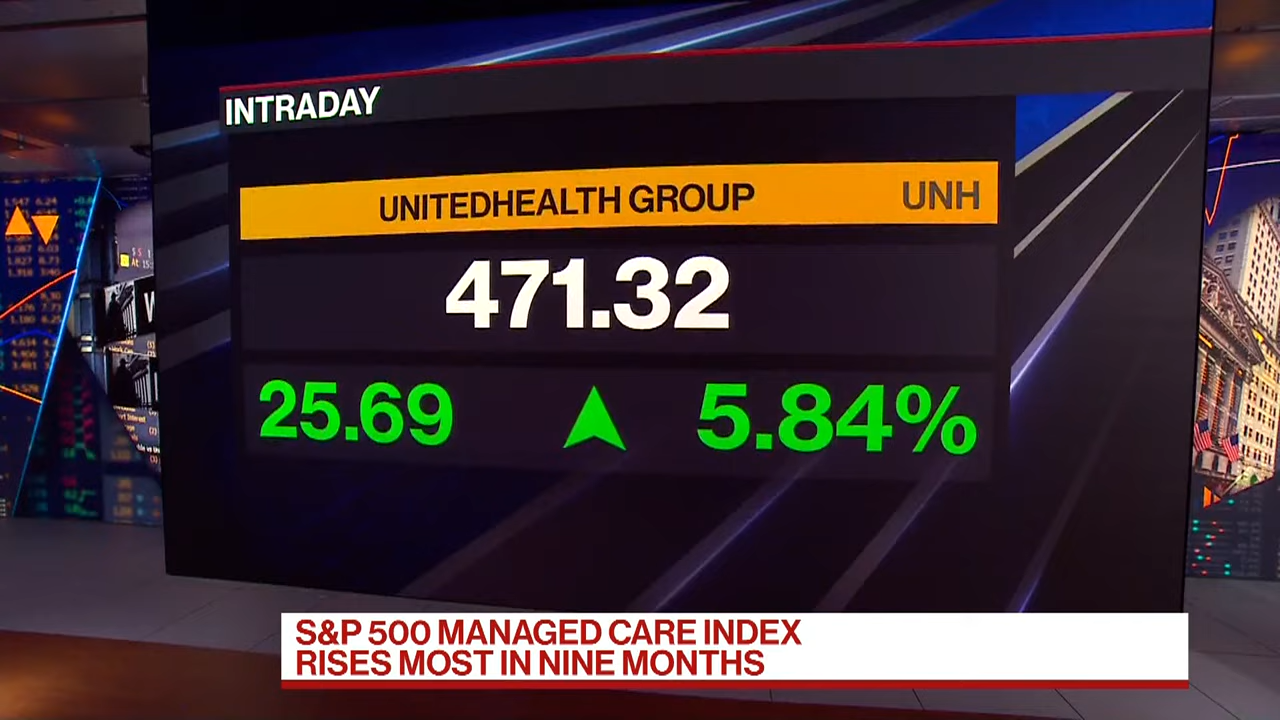 INTRADAY
UNITEDHEALTH GROUP UNH
471.32
25.69 ▲ 5.84%
S&P 500 MANAGED CARE INDEX
RISES MOST IN NINE MONTHS